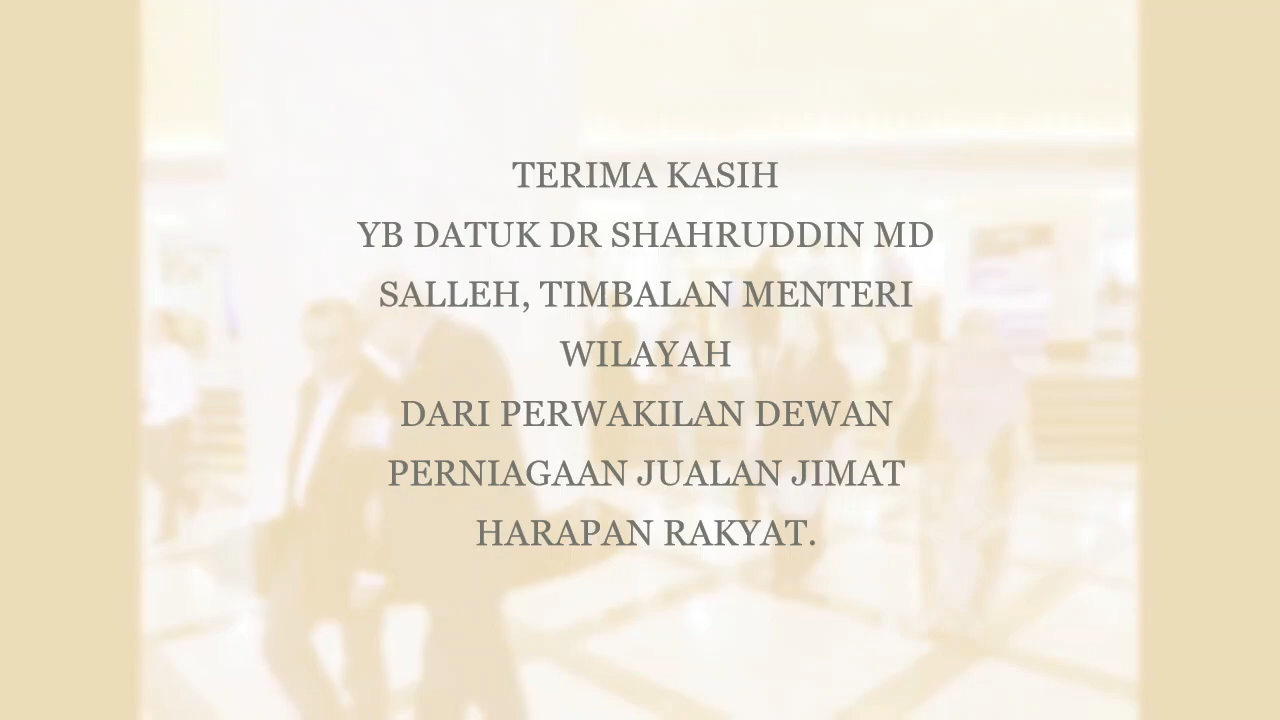 TERIMA KASIH
YB DATUK DR SHAHRUDDIN MD
SALLEH, TIMBALAN MENTERI
WILAYAH
DARI PERWAKILAN DEWAN
PERNIAGAAN JUALAN JIMAT
HARAPAN RAKYAT.